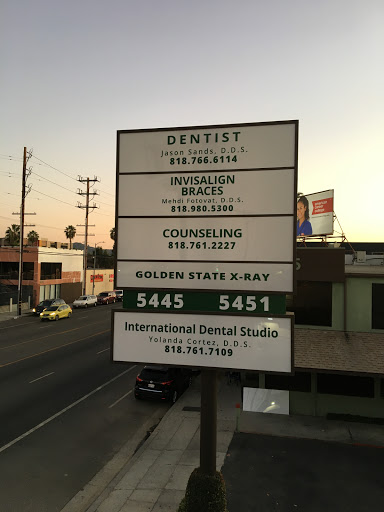 DENTIST
Jason Sands, D.D.S.
818.766.6114
INVISALIGN
BRACES
Mehdi Fotovat, D.D.S.
818.980.5300
COUNSELING
818.761.2227
GOLDEN STATE X-RAY
5445 5451
International Dental Studio
Yolanda Cortez, D.D.S.
818.761.7109